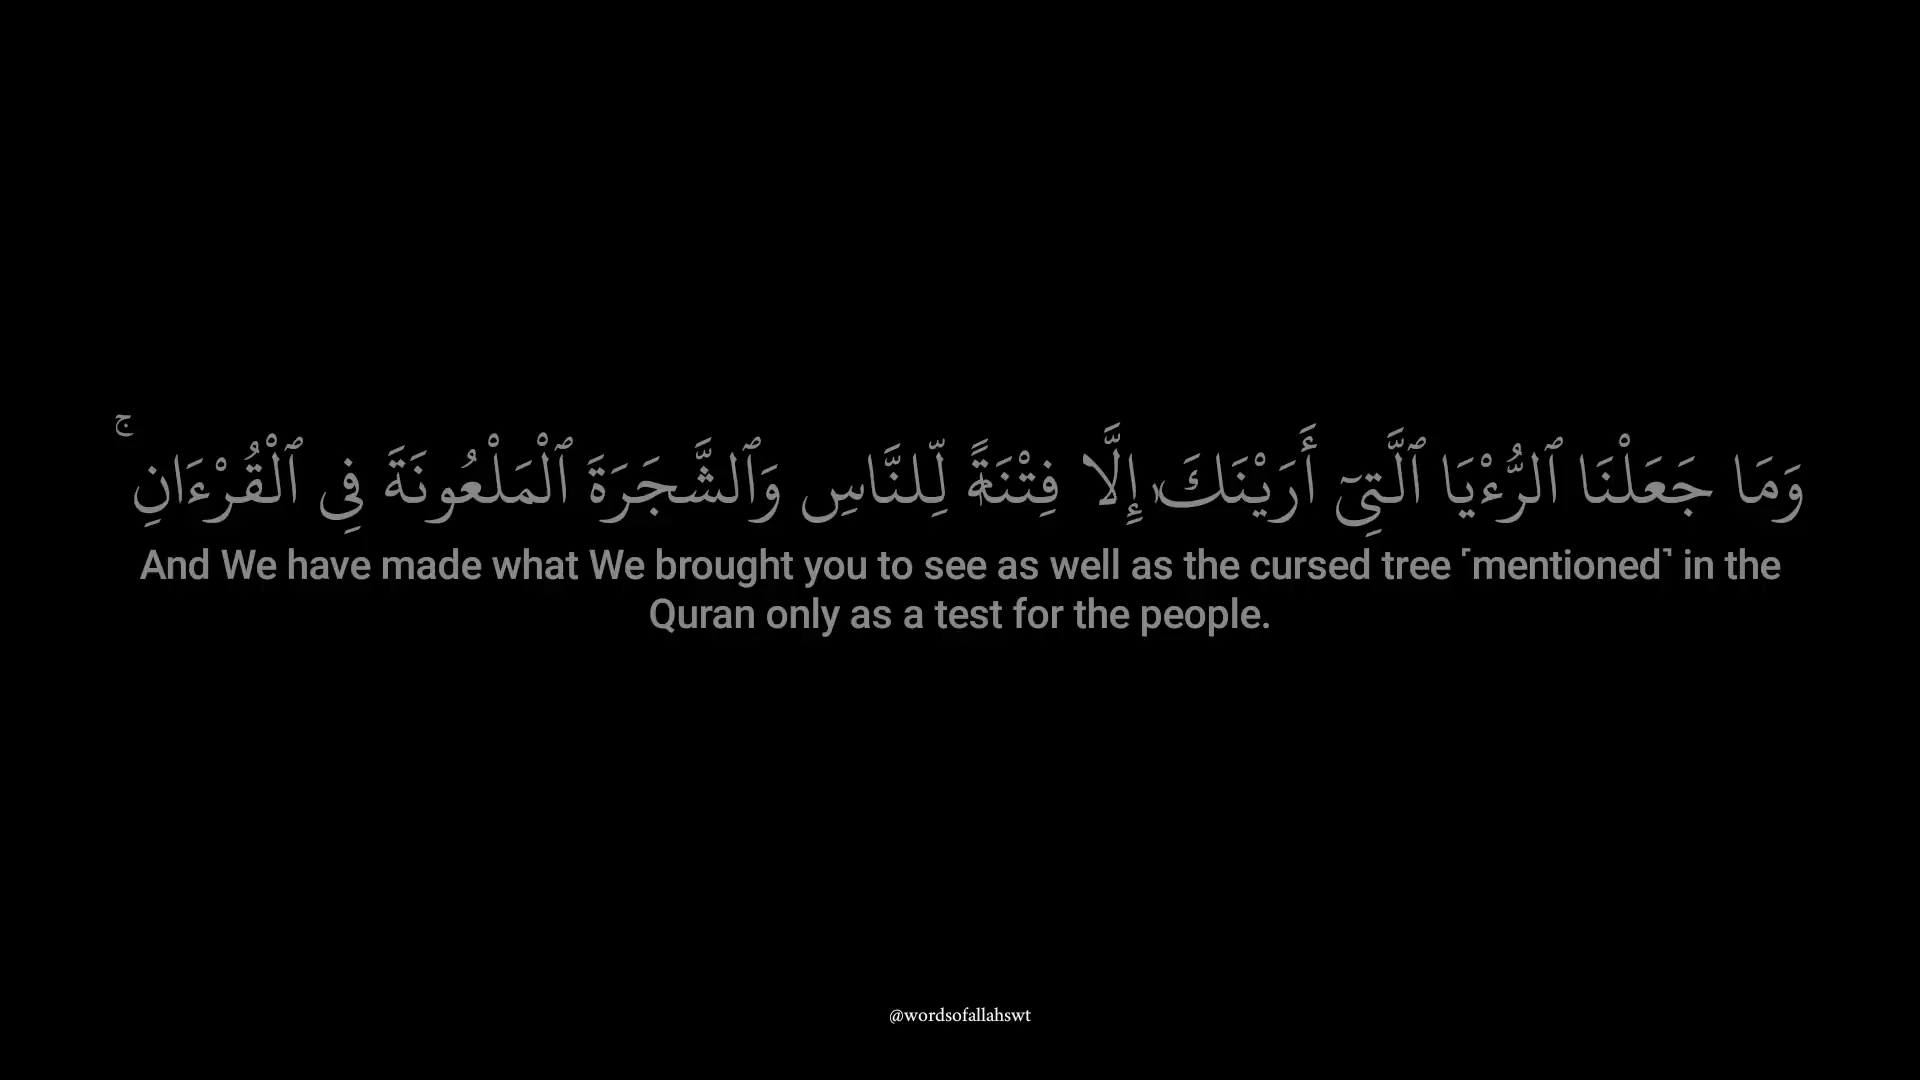 وَمَا جَعَلْنَا ٱلرُّءْيَا ٱلَّتِىٓ أَرَيْنَـٰكَ إِلَّا فِتْنَةًۭ لِّلنَّاسِ وَٱلشَّجَرَةَ ٱلْمَلْعُونَةَ فِى ٱلْقُرْءَانِ ۚ
And We have made what We brought you to see as well as the cursed tree ˹mentioned˺ in the
Quran only as a test for the people.
@wordsofallahswt